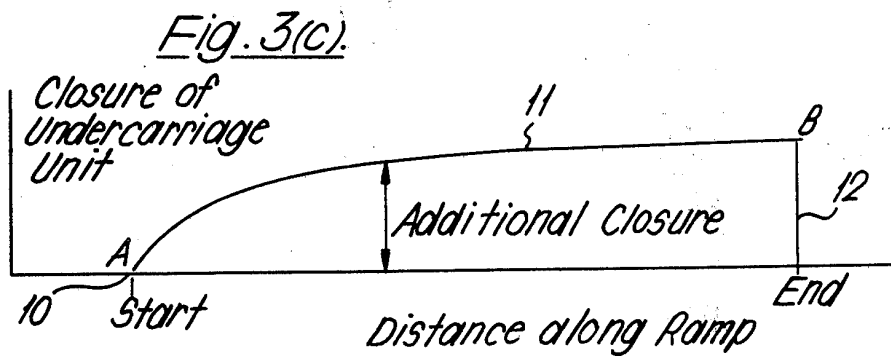 Fig. 3(c).
Closure of
Undercarriage
Unit
11
B
12
Additional Closure
A
10
Start
End
Distance along Ramp